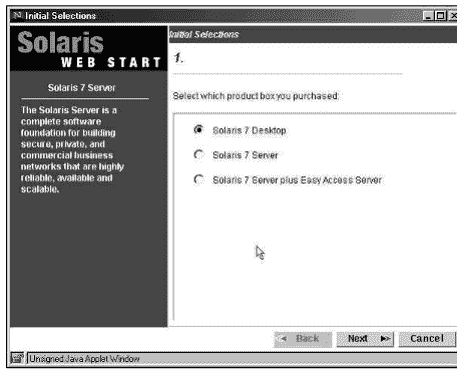 Initial Selections
Solaris
WEB START
Solaris 7 Server
The Solaris Server is a
complete software
foundation for building
secure, private, and
commercial business
networks that are highly
reliable, available and
scalable.
Initial Selections
1.
Select which product box you purchased:
Solaris 7 Desktop
Solaris 7 Server
Solaris 7 Server plus Easy Access Server
Back
Next
Cancel
Unsigned Java Applet Window